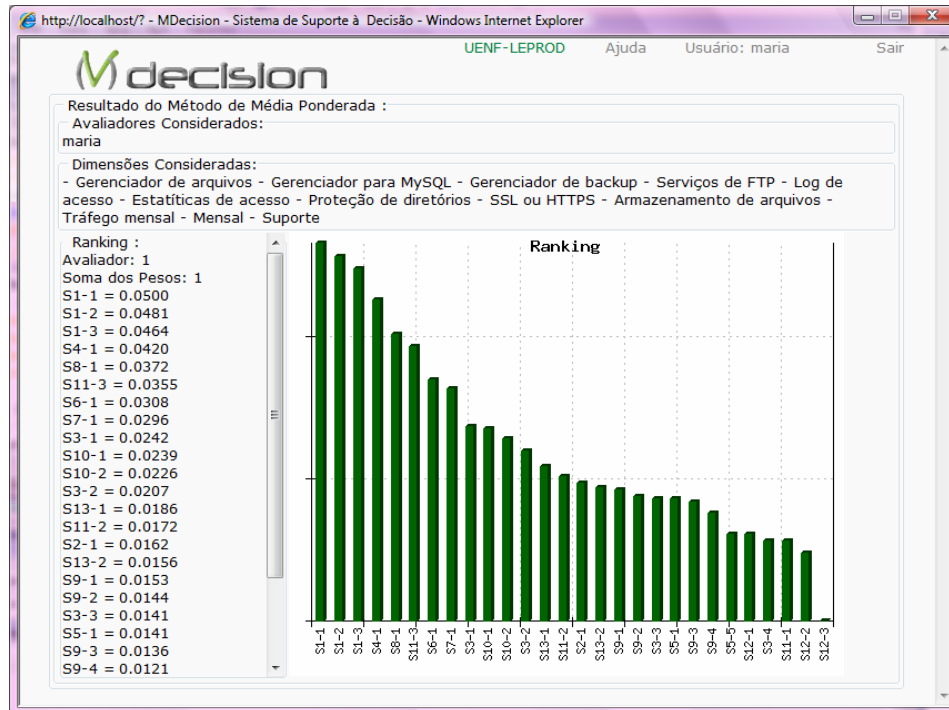 http://localhost/? - MDecision - Sistema de Suporte à Decisão - Windows Internet Explorer
UENF-LEPROD Ajuda Usuário: maria Sair
Mdecision
Resultado do Método de Média Ponderada :
Avaliadores Considerados:
maria
Dimensões Consideradas:
- Gerenciador de arquivos - Gerenciador para MySQL - Gerenciador de backup - Serviços de FTP - Log de
acesso - Estatíticas de acesso - Proteção de diretórios - SSL ou HTTPS - Armazenamento de arquivos -
Tráfego mensal - Mensal - Suporte
Ranking :
Avaliador: 1
Soma dos Pesos: 1
S1-1 = 0.0500
S1-2 = 0.0481
S1-3 = 0.0464
S4-1 = 0.0420
S8-1 = 0.0372
S11-3 = 0.0355
S6-1 = 0.0308
S7-1 = 0.0296
S3-1 = 0.0242
S10-1 = 0.0239
S10-2 = 0.0226
S3-2 = 0.0207
S13-1 = 0.0186
S11-2 = 0.0172
S2-1 = 0.0162
S13-2 = 0.0156
S9-1 = 0.0153
S9-2 = 0.0144
S3-3 = 0.0141
S5-1 = 0.0141
S9-3 = 0.0136
S9-4 = 0.0121
Ranking
S1-1
S1-2
S1-3
S4-1
S8-1
S11-3
S6-1
S7-1
S3-1
S10-1
S10-2
S3-2
S13-1
S11-2
S2-1
S13-2
S9-1
S9-2
S3-3
S5-1
S9-3
S9-4
S5-5
S12-1
S3-4
S11-1
S12-2
S12-3